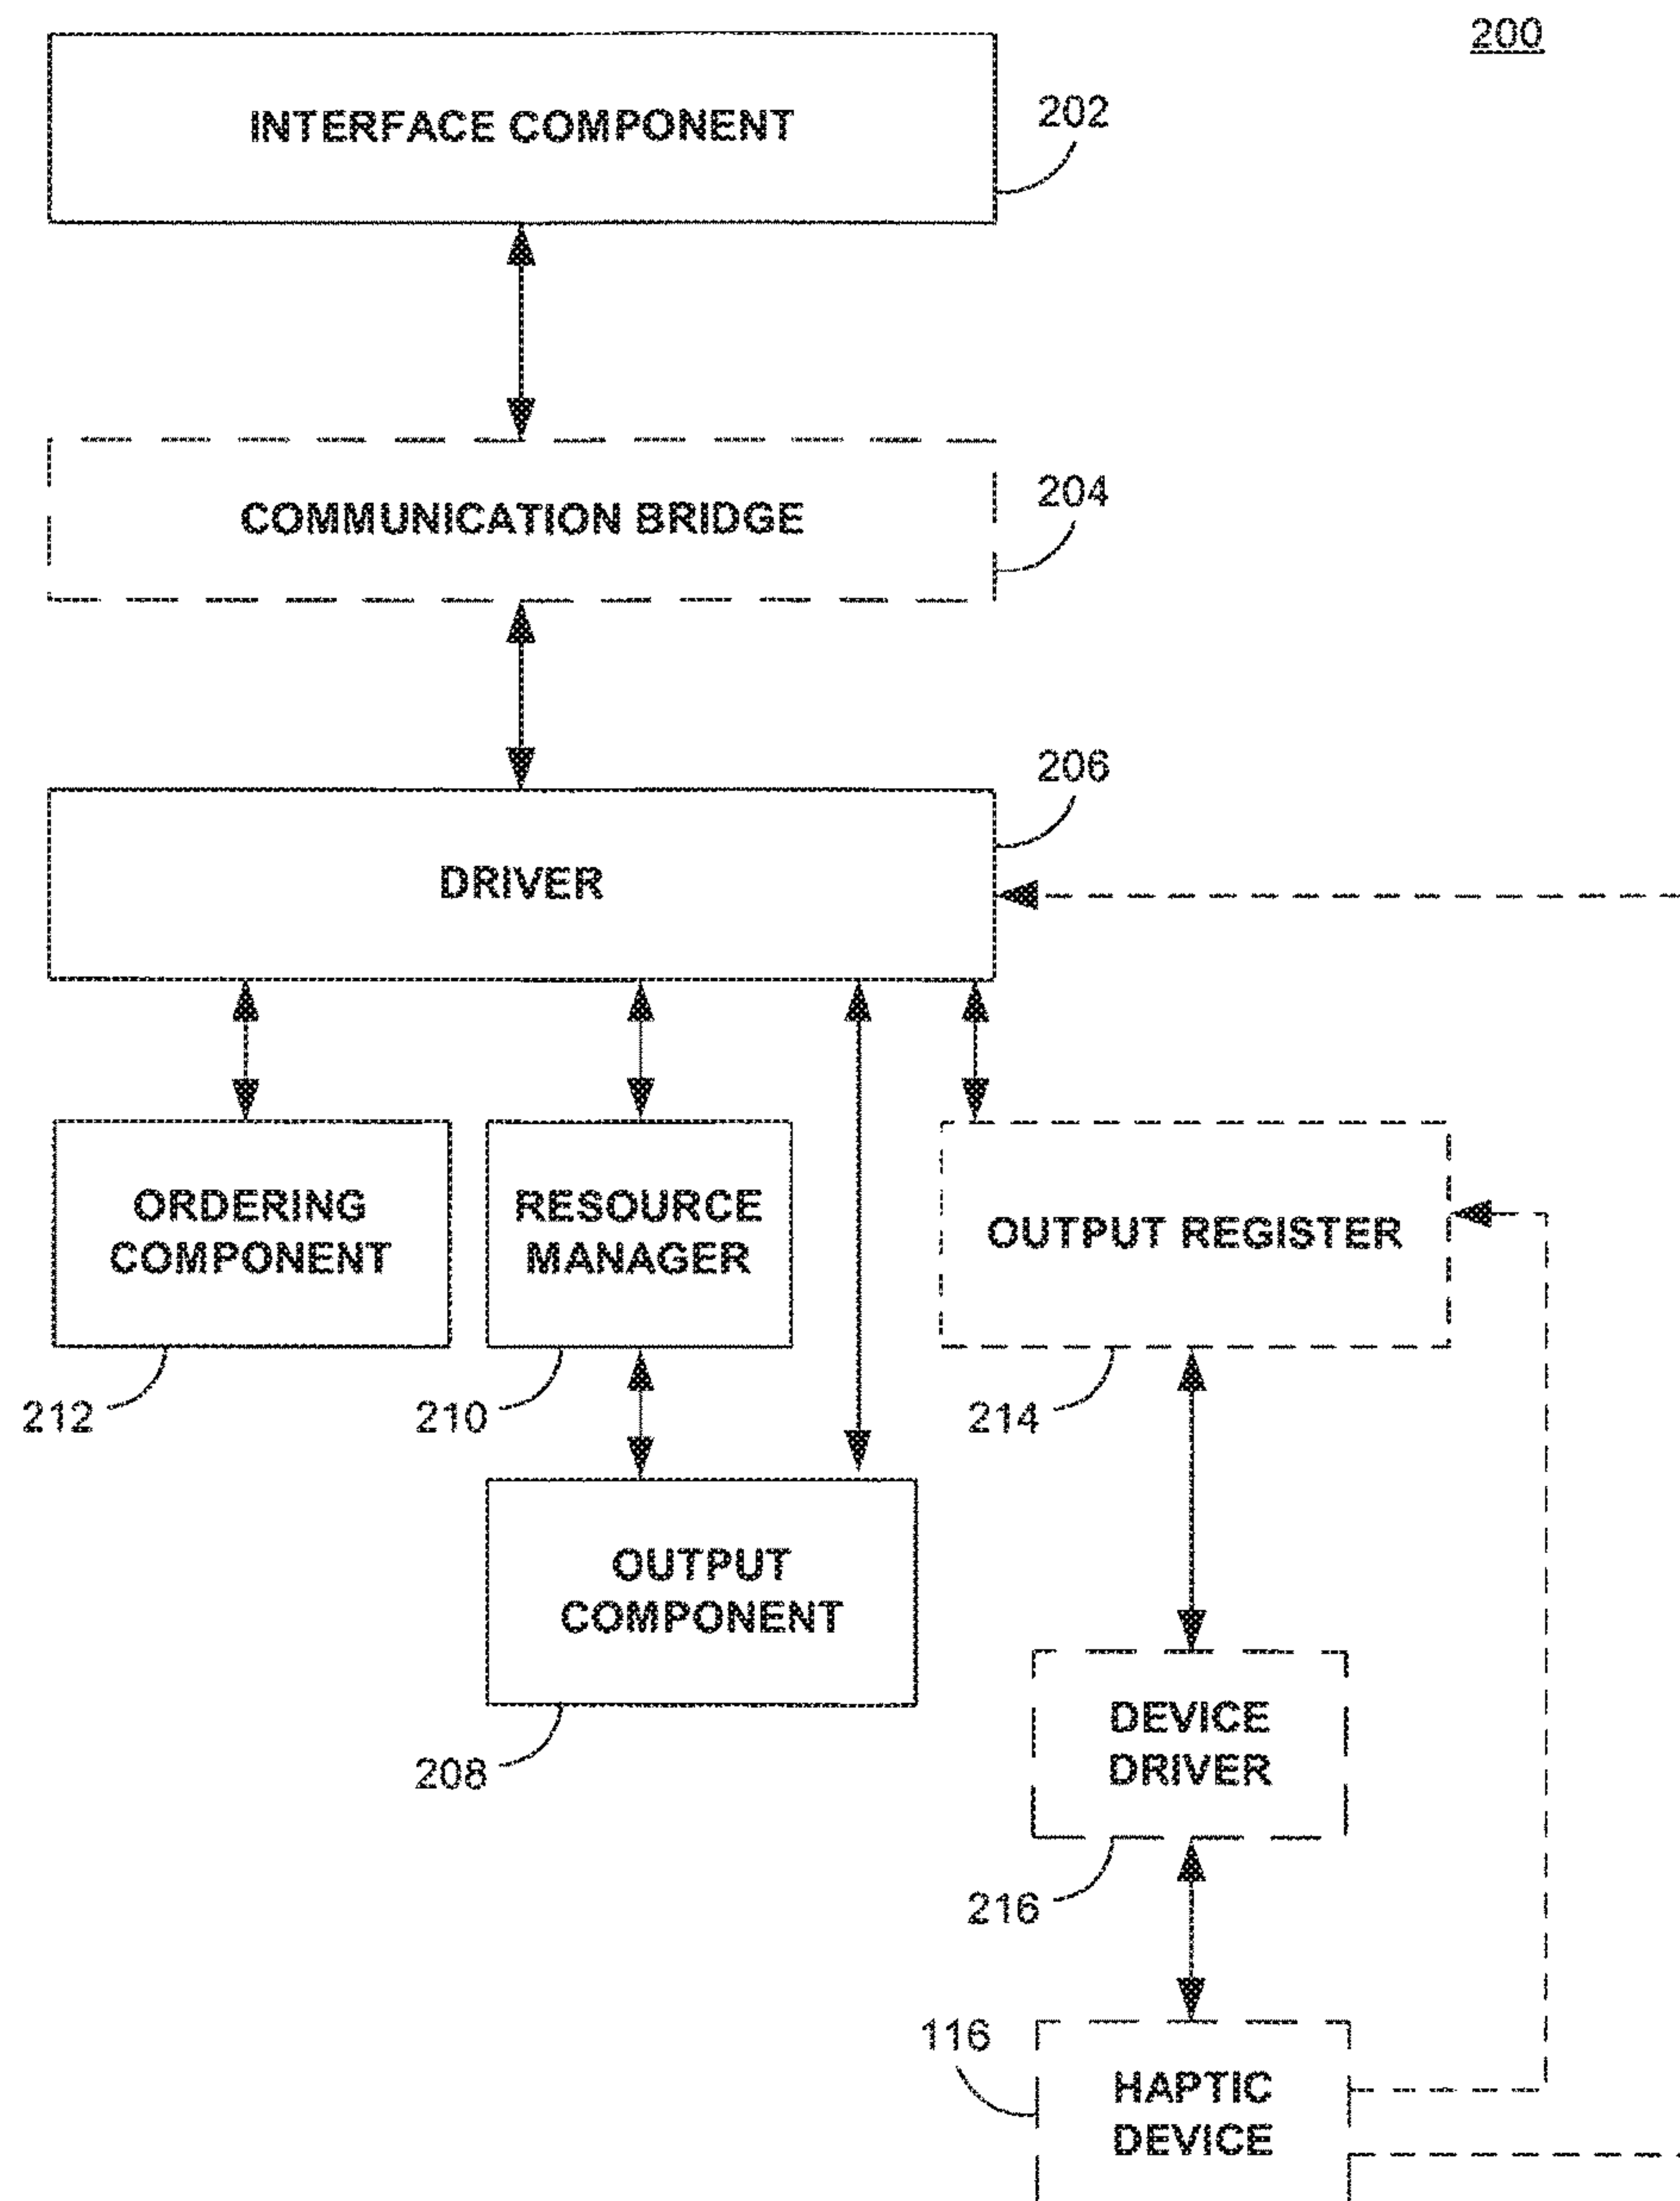 200
INTERFACE COMPONENT
202
COMMUNICATION BRIDGE
204
206
DRIVER
ORDERING
COMPONENT
RESOURCE
MANAGER
OUTPUT REGISTER
212
210
214
OUTPUT
COMPONENT
208
DEVICE
DRIVER
216
116
HAPTIC
DEVICE